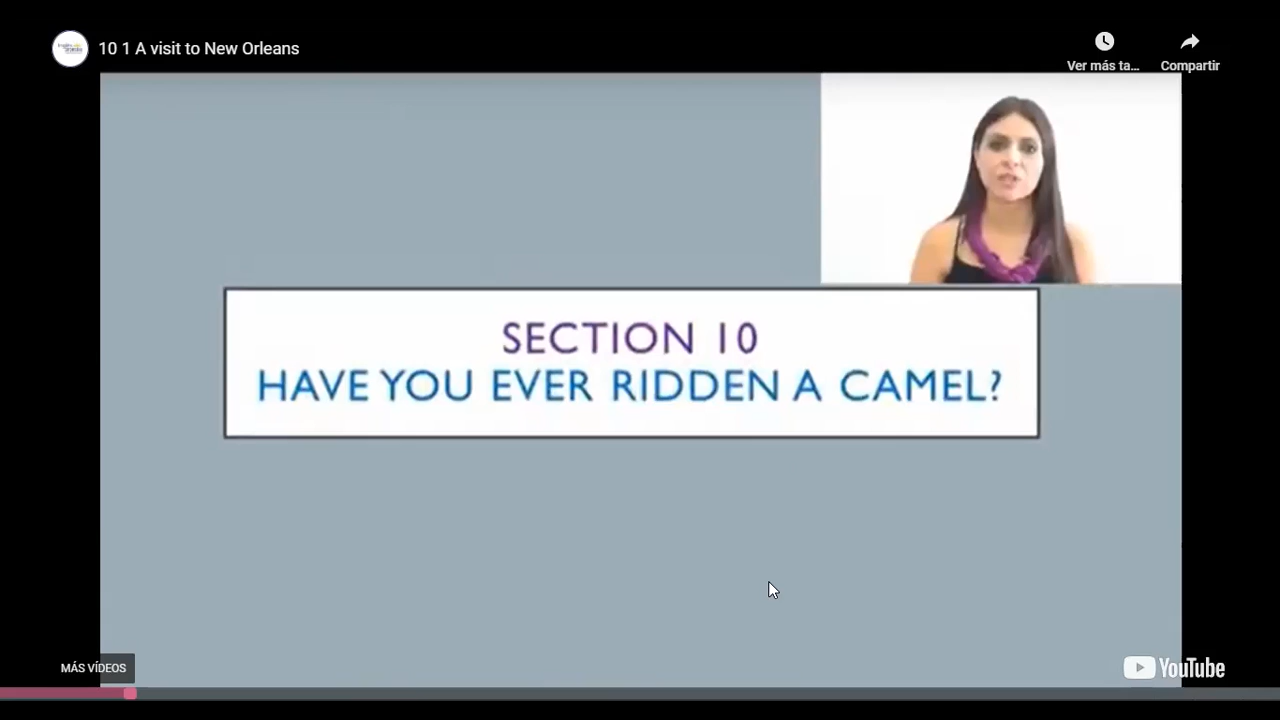 10 1 A visit to New Orleans
Ver más ta...
Compartir
SECTION 10
HAVE YOU EVER RIDDEN A CAMEL?
MÁS VÍDEOS
YouTube